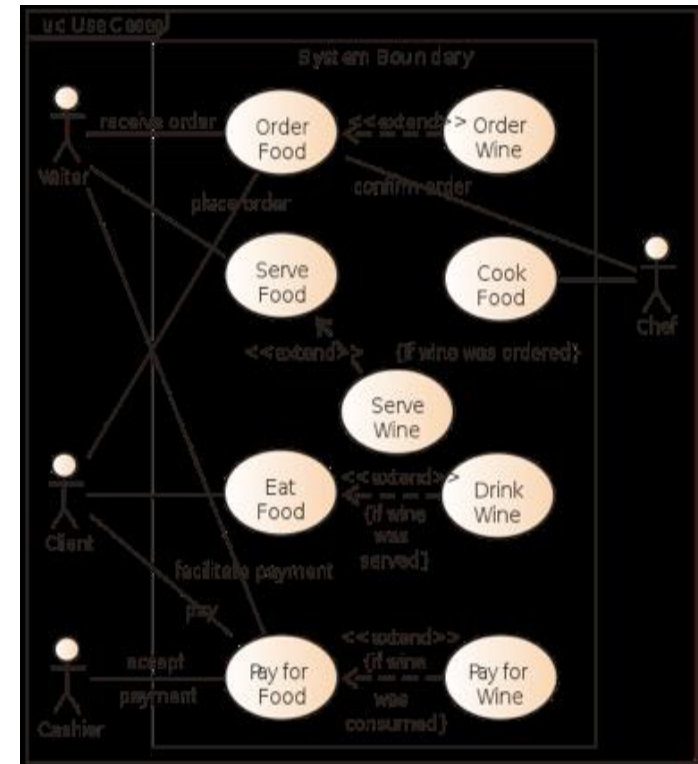 uc Use Cases
System Boundary
receive order
Order
Food
<<extend>>
Order
Wine
Waiter
confirm order
place order
Serve
Food
Cook
Food
Chef
<<extend>>
{if wine was ordered}
Serve
Wine
Eat
Food
<<extend>>
{if wine
was
served}
Drink
Wine
Client
facilitate payment
pay
accept
payment
Pay for
Food
<<extend>>
{if wine
was
consumed}
Pay for
Wine
Cashier